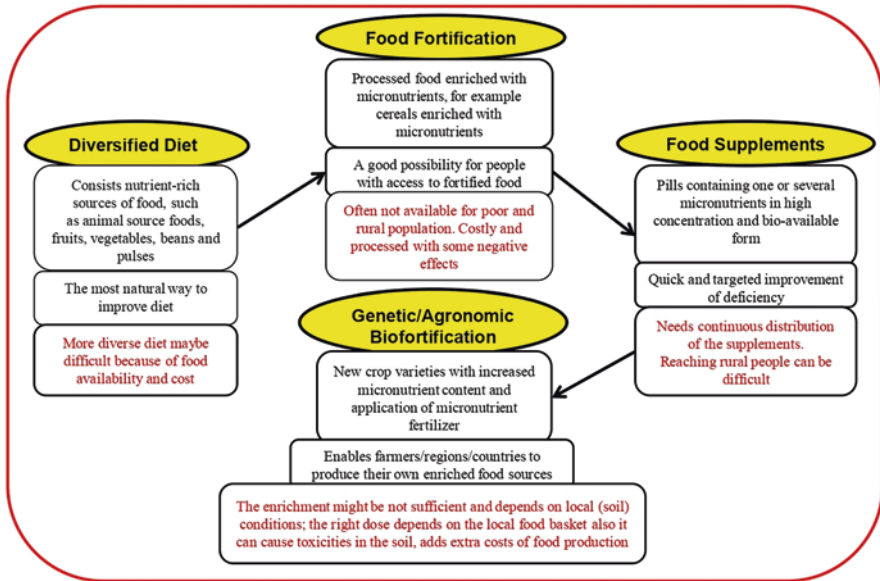 Food Fortification
Processed food enriched with
micronutrients, for example
cereals enriched with
micronutrients
A good possibility for people
with access to fortified food
Often not available for poor and
rural population. Costly and
processed with some negative
effects
Diversified Diet
Consists nutrient-rich
sources of food, such
as animal source foods,
fruits, vegetables, beans and
pulses
The most natural way to
improve diet
More diverse diet maybe
difficult because of food
availability and cost
Food Supplements
Pills containing one or several
micronutrients in high
concentration and bio-available
form
Quick and targeted improvement
of deficiency
Needs continuous distribution
of the supplements.
Reaching rural people can be
difficult
Genetic/Agronomic
Biofortification
New crop varieties with increased
micronutrient content and
application of micronutrient
fertilizer
Enables farmers/regions/countries to
produce their own enriched food sources
The enrichment might be not sufficient and depends on local (soil)
conditions; the right dose depends on the local food basket also it
can cause toxicities in the soil, adds extra costs of food production